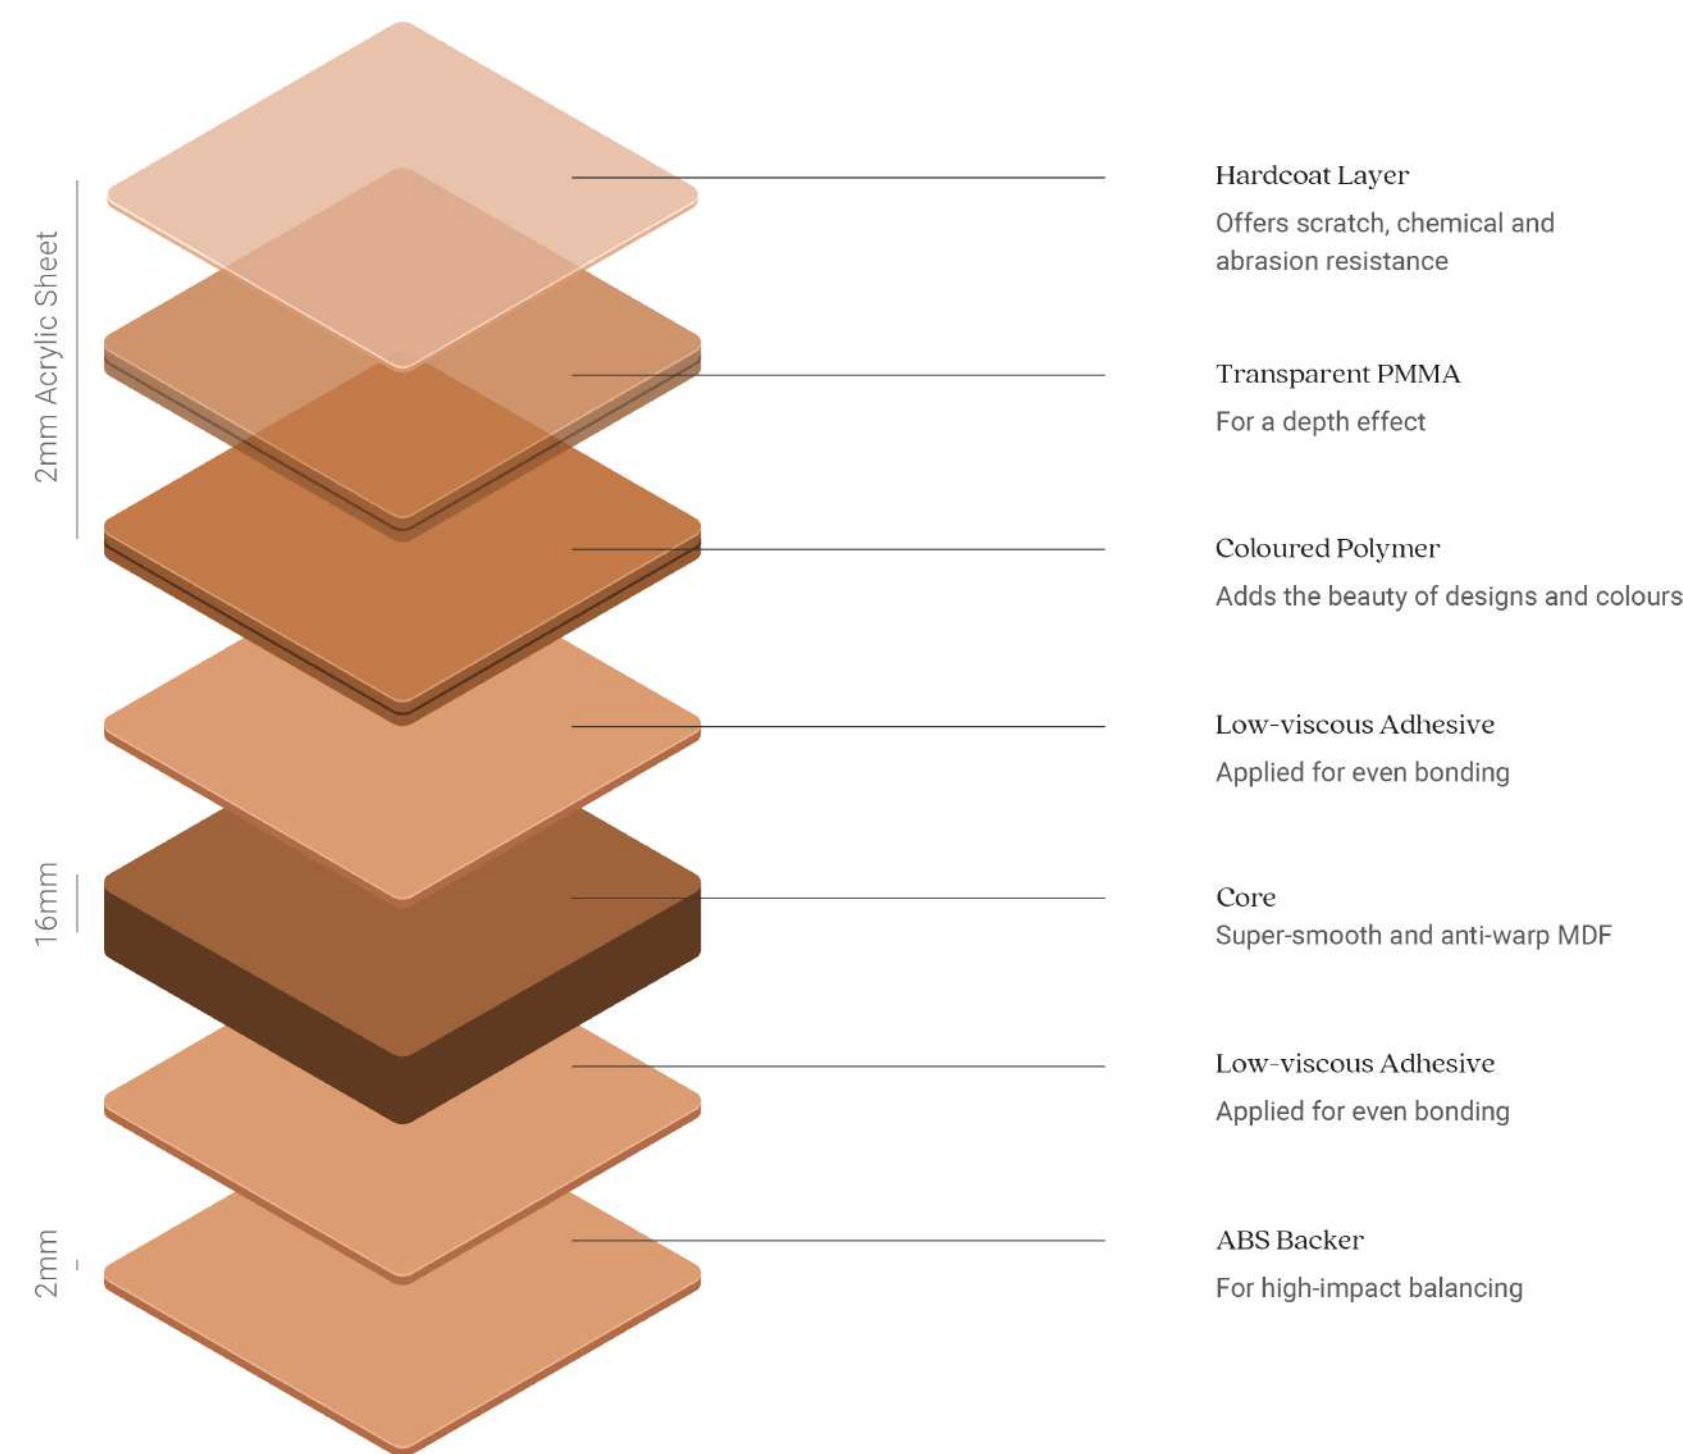 2mm Acrylic Sheet
Hardcoat Layer
Offers scratch, chemical and
abrasion resistance
Transparent PMMA
For a depth effect
Coloured Polymer
Adds the beauty of designs and colours
Low-viscous Adhesive
Applied for even bonding
16mm
Core
Super-smooth and anti-warp MDF
Low-viscous Adhesive
Applied for even bonding
2mm
ABS Backer
For high-impact balancing